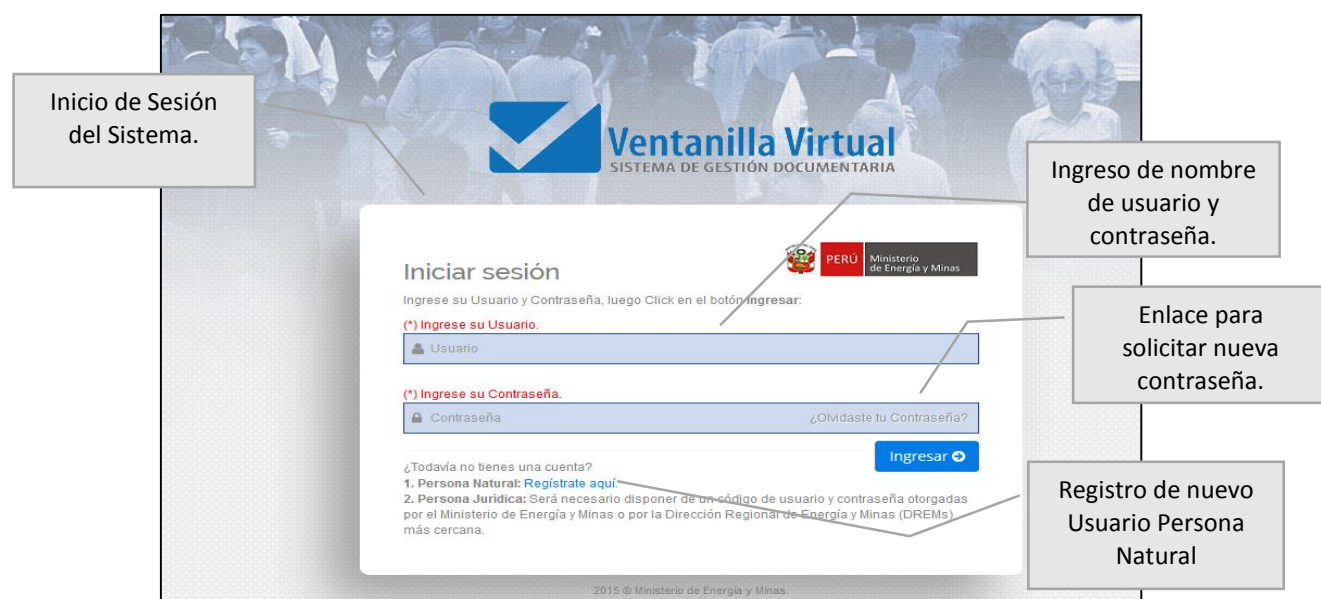 Inicio de Sesión
del Sistema.
Ventanilla Virtual
SISTEMA DE GESTIÓN DOCUMENTARIA
Ingreso de nombre
de usuario y
contraseña.
PERÚ
Ministerio
de Energía y Minas
Iniciar sesión
Ingrese su Usuario y Contraseña, luego Click en el botón Ingresar:
(*) Ingrese su Usuario.
Usuario
Enlace para
solicitar nueva
contraseña.
(*) Ingrese su Contraseña.
Contraseña
¿Olvidaste tu Contraseña?
Ingresar
¿Todavía no tienes una cuenta?
1. Persona Natural: Regístrate aquí.
2. Persona Juridica: Será necesario disponer de un código de usuario y contraseña otorgadas
por el Ministerio de Energía y Minas o por la Dirección Regional de Energía y Minas (DREMs)
más cercana.
Registro de nuevo
Usuario Persona
Natural
2015 © Ministerio de Energía y Minas.